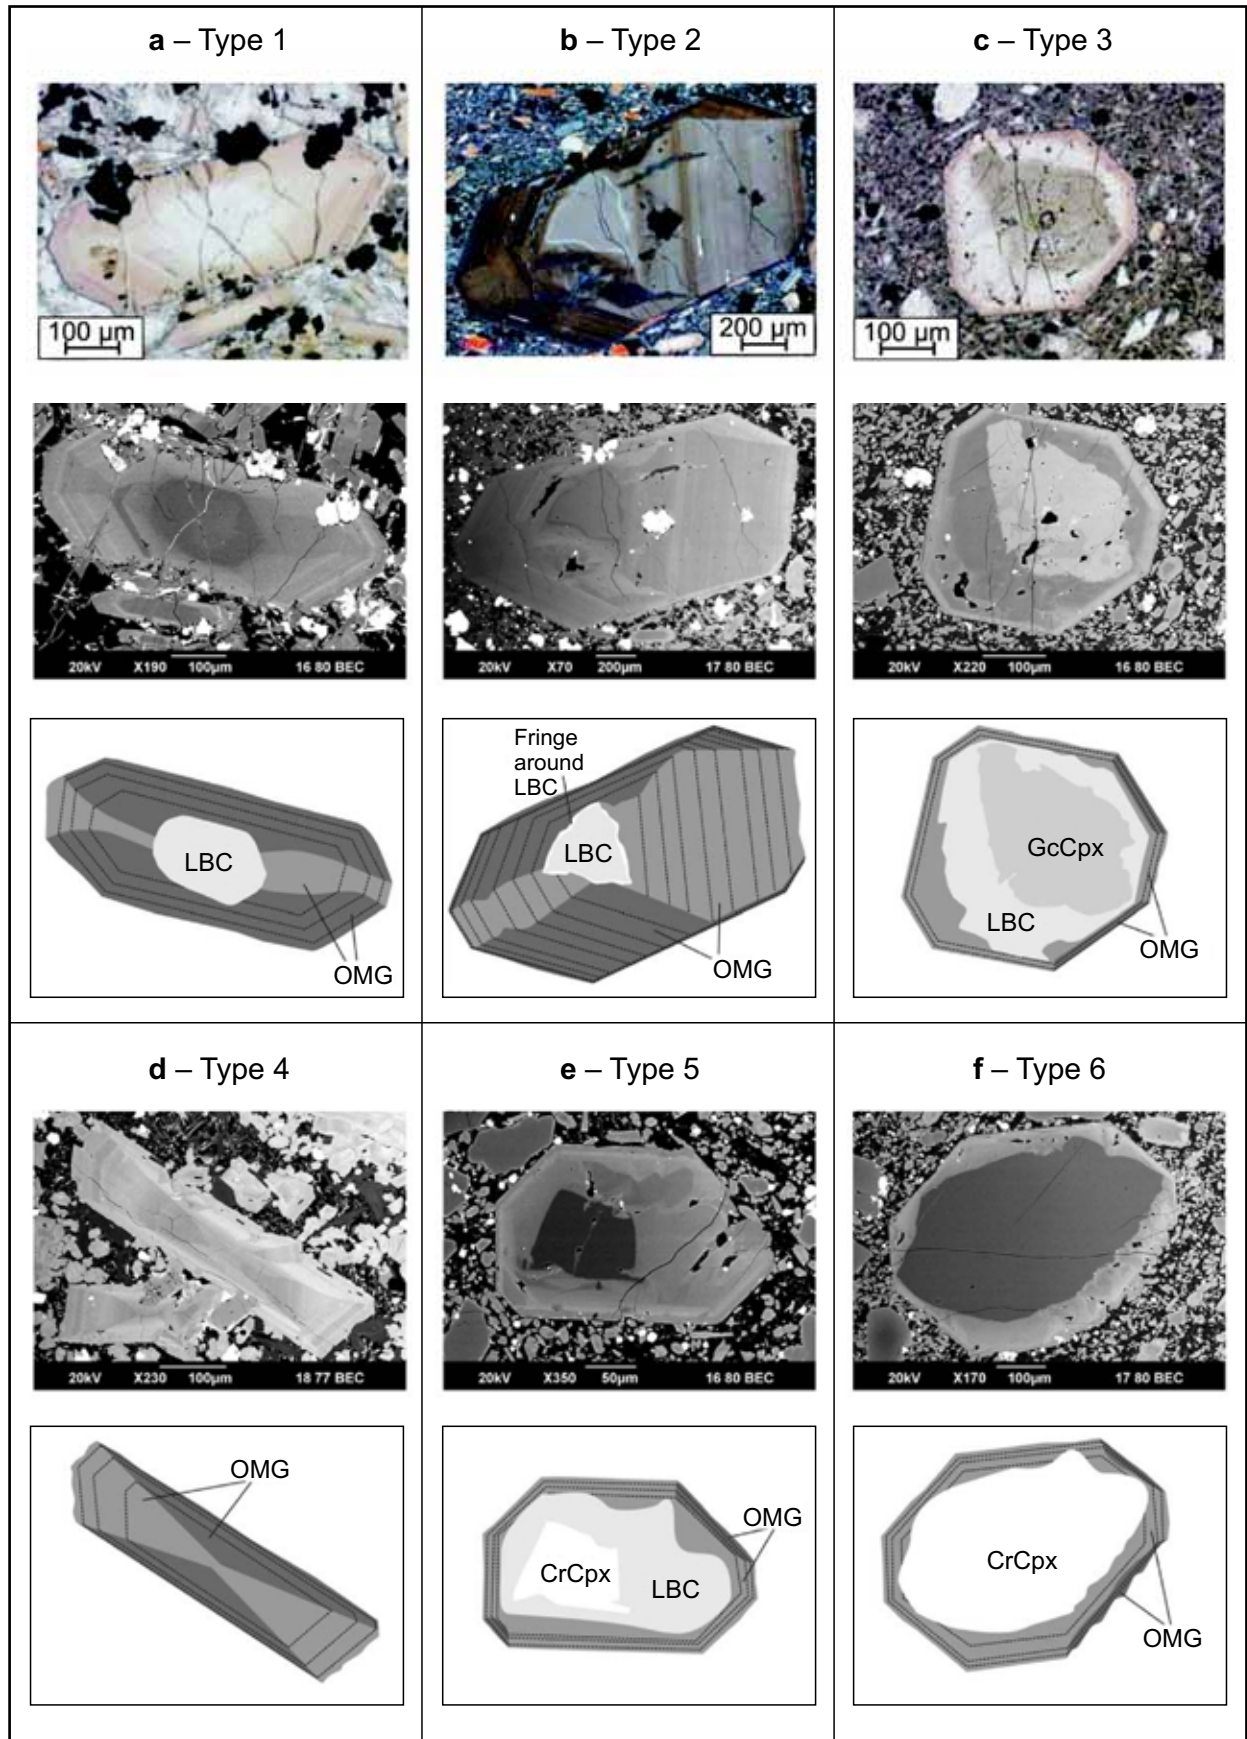 a – Type 1
b – Type 2
c – Type 3
100 µm
200 µm
100 µm
20kV X190 100µm 16 80 BEC
20kV X70 200µm 17 80 BEC
20kV X220 100µm 16 80 BEC
LBC
OMG
Fringe
around
LBC
LBC
OMG
GcCpx
LBC
OMG
d – Type 4
e – Type 5
f – Type 6
20kV X230 100µm 18 77 BEC
20kV X350 50µm 16 80 BEC
20kV X170 100µm 17 80 BEC
OMG
OMG
CrCpx
LBC
CrCpx
OMG